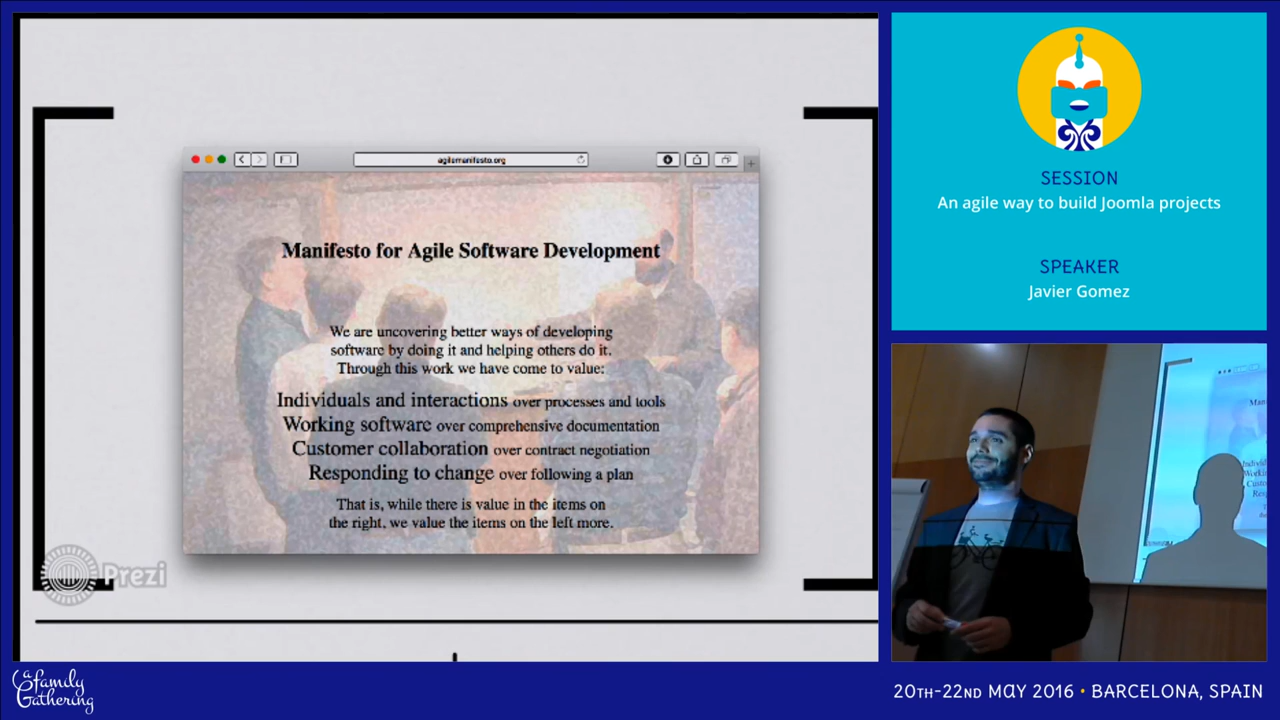 agilemanifesto.org
Manifesto for Agile Software Development
We are uncovering better ways of developing
software by doing it and helping others do it.
Through this work we have come to value:
Individuals and interactions over processes and tools
Working software over comprehensive documentation
Customer collaboration over contract negotiation
Responding to change over following a plan
That is, while there is value in the items on
the right, we value the items on the left more.
Prezi
SESSION
An agile way to build Joomla projects
SPEAKER
Javier Gomez
a family
Gathering
20TH-22ND MAY 2016 • BARCELONA, SPAIN